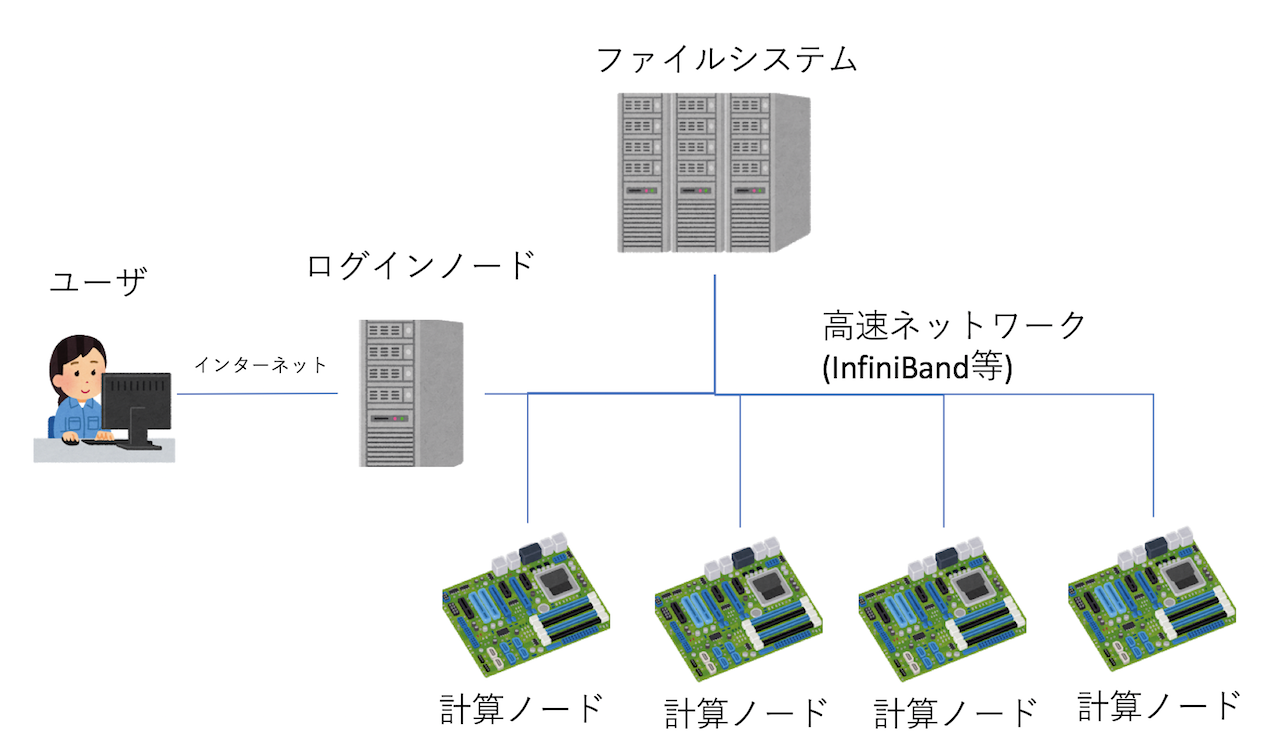 ファイルシステム
ログインノード
ユーザ
インターネット
高速ネットワーク
(InfiniBand等)
計算ノード
計算ノード
計算ノード
計算ノード